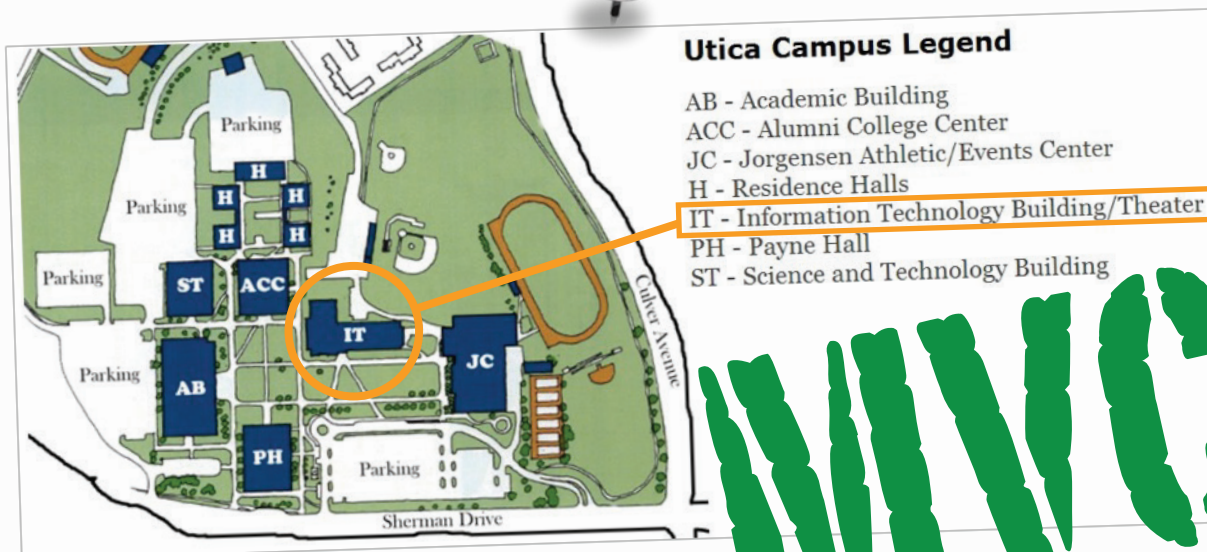 Utica Campus Legend
AB - Academic Building
ACC - Alumni College Center
JC - Jorgensen Athletic/Events Center
H - Residence Halls
IT - Information Technology Building/Theater
PH - Payne Hall
ST - Science and Technology Building
Parking
H
Parking
H
H
H
H
Parking
ST
ACC
IT
Culver Avenue
JC
Parking
AB
PH
Parking
Sherman Drive